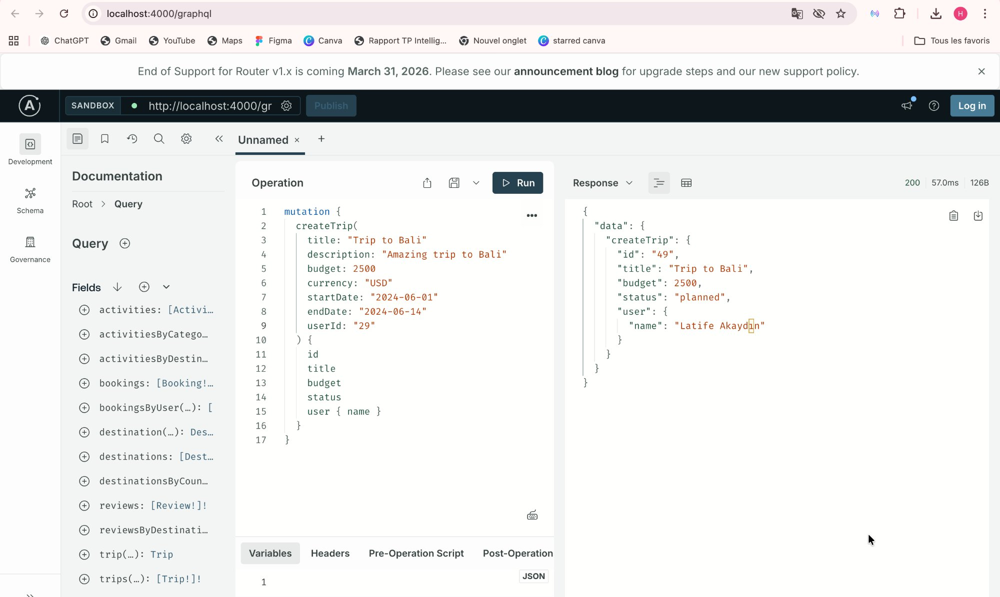 localhost:4000/graphql
H
ChatGPT
Gmail
YouTube
Maps
Figma
Canva
Rapport TP Intellig...
Nouvel onglet
starred canva
Tous les favoris
End of Support for Router v1.x is coming March 31, 2026. Please see our announcement blog for upgrade steps and our new support policy.
SANDBOX
http://localhost:4000/gr
Publish
Log in
Unnamed
Development
Schema
Governance
Documentation
Root > Query
Query
Fields
activities: [Activi…
activitiesByCatego…
activitiesByDestin…
bookings: [Booking!…
bookingsByUser(…): [
destination(…): Des…
destinations: [Dest…
destinationsByCoun…
reviews: [Review!]!
reviewsByDestinati…
trip(…): Trip
trips(…): [Trip!]!
Operation
Run
1 mutation {
2 createTrip(
3 title: "Trip to Bali"
4 description: "Amazing trip to Bali"
5 budget: 2500
6 currency: "USD"
7 startDate: "2024-06-01"
8 endDate: "2024-06-14"
9 userId: "29"
10 ) {
11 id
12 title
13 budget
14 status
15 user { name }
16 }
17 }
Variables
Headers
Pre-Operation Script
Post-Operation
1
JSON
Response
200
57.0ms
126B
{
"data": {
"createTrip": {
"id": "49",
"title": "Trip to Bali",
"budget": 2500,
"status": "planned",
"user": {
"name": "Latife Akaydın"
}
}
}
}